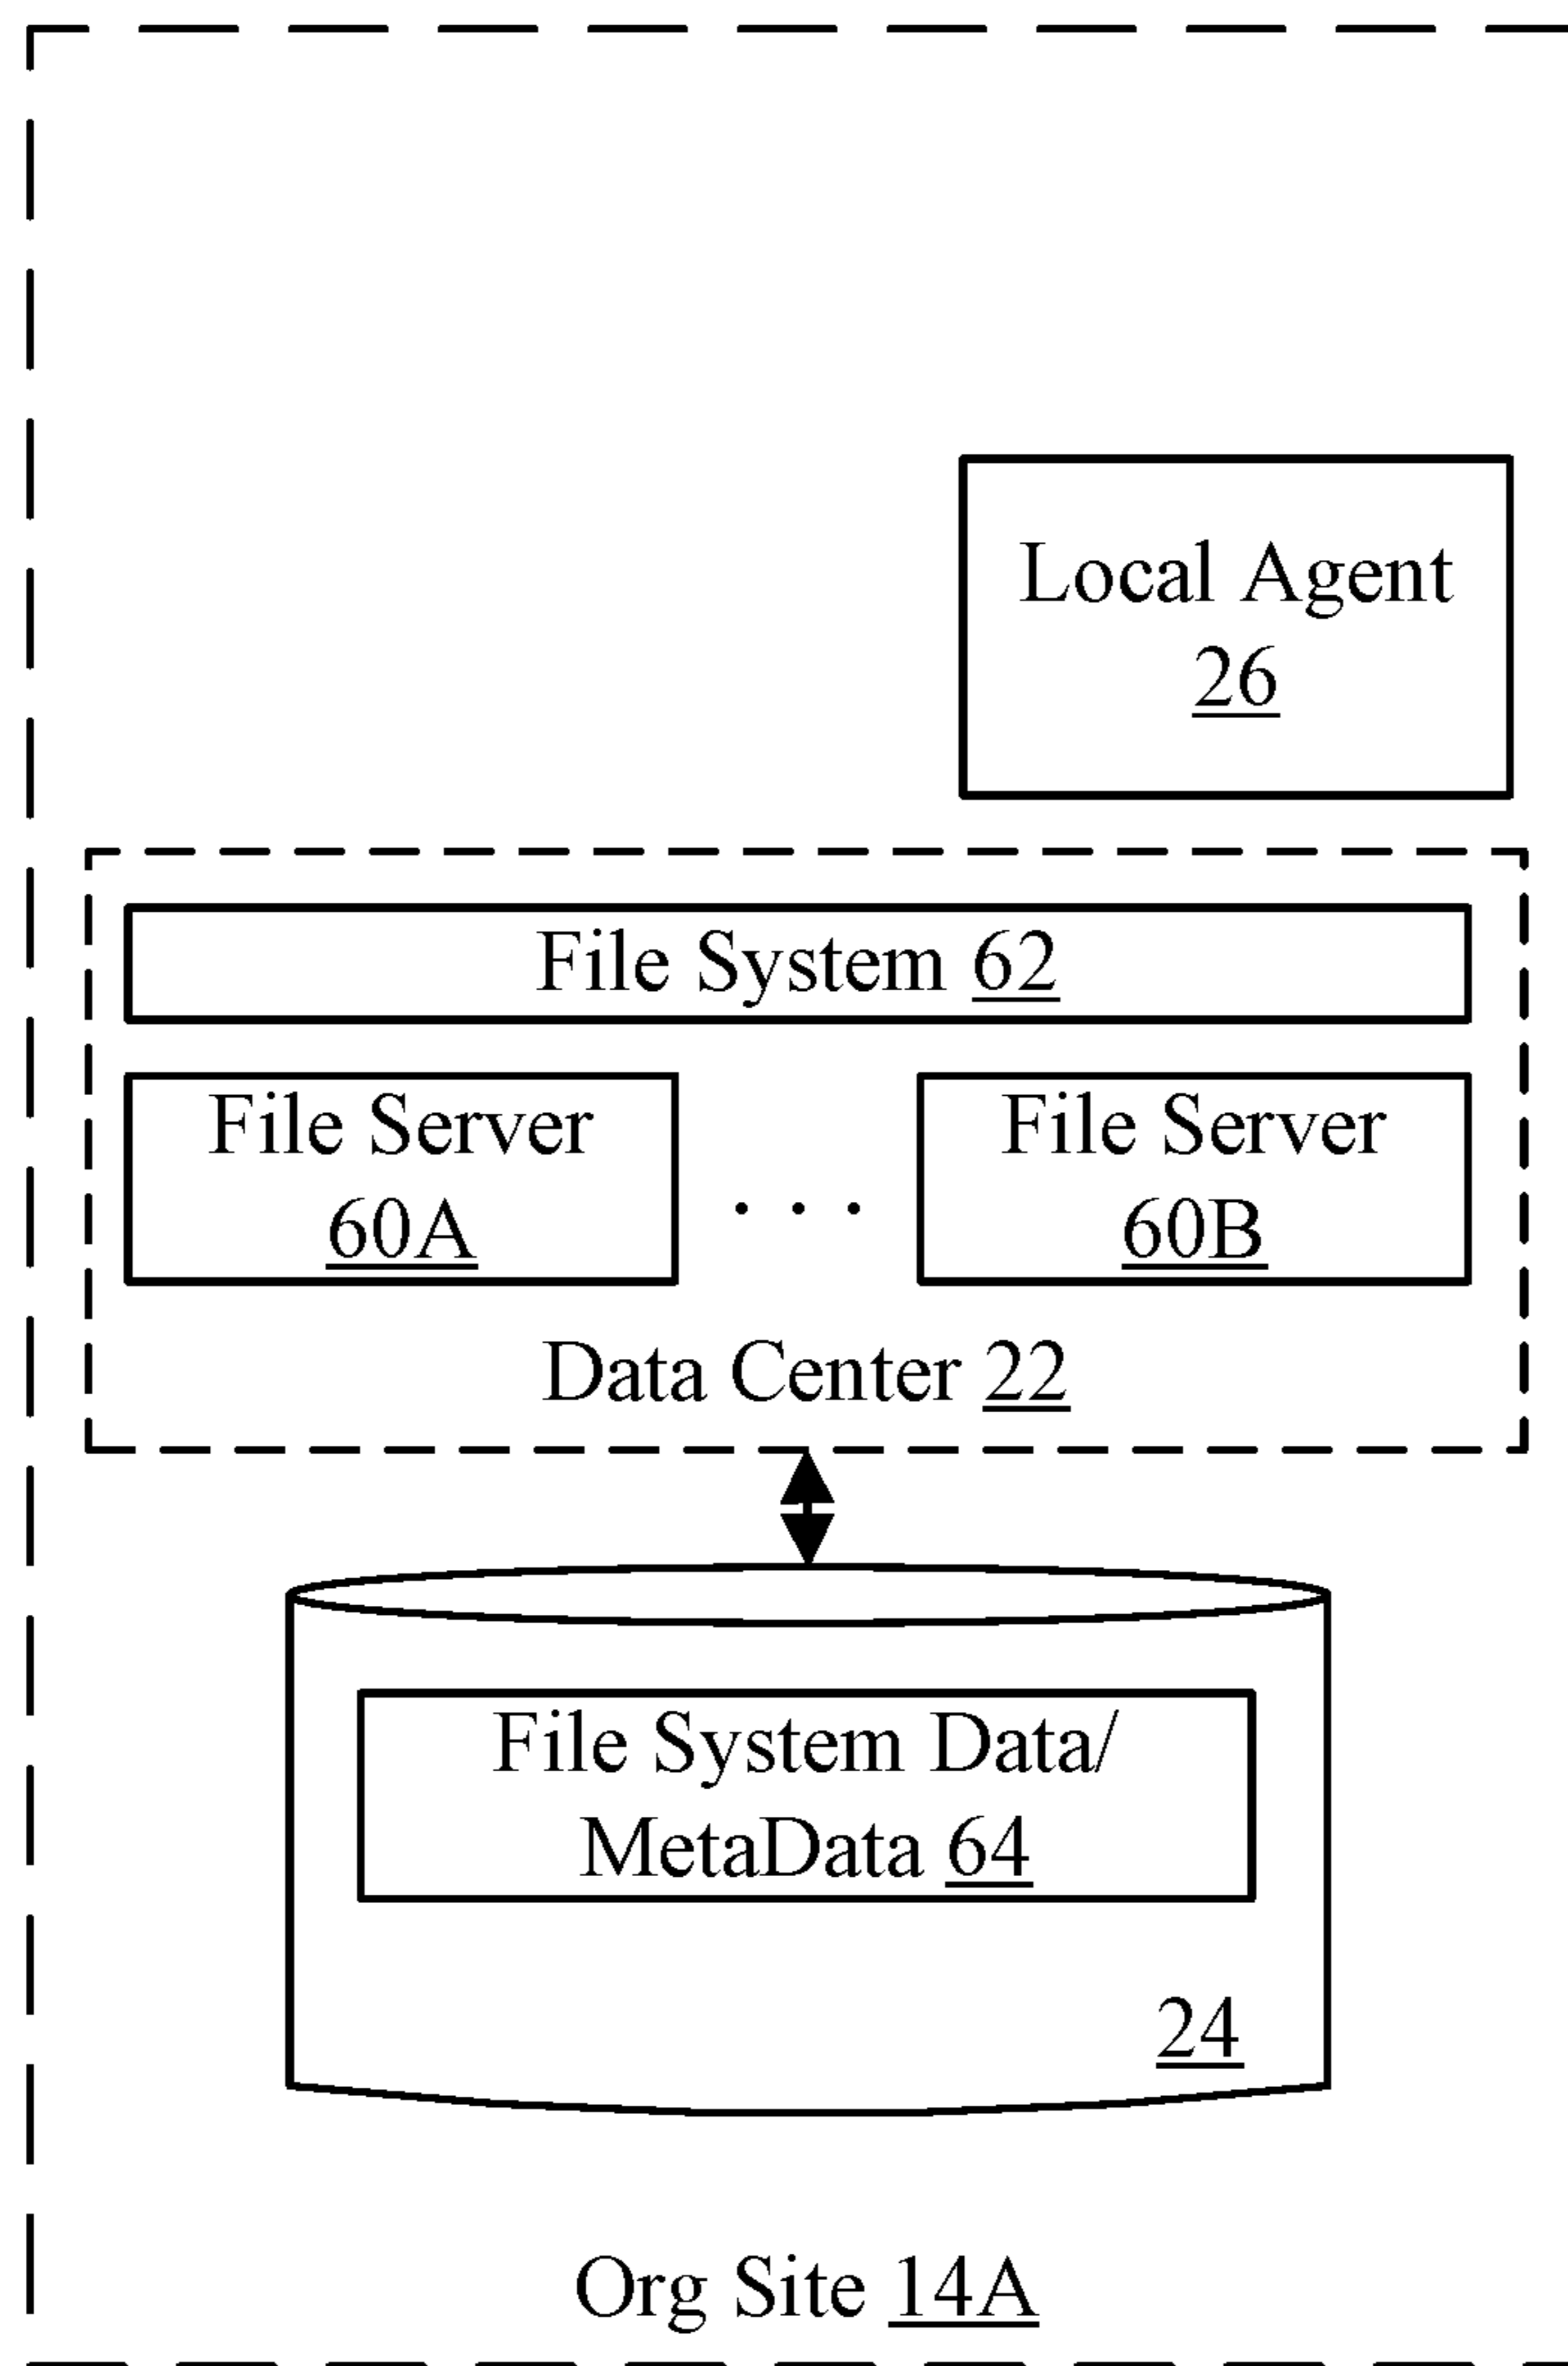 Local Agent
26
File System 62
File Server
60A
. . .
File Server
60B
Data Center 22
File System Data/
MetaData 64
24
Org Site 14A